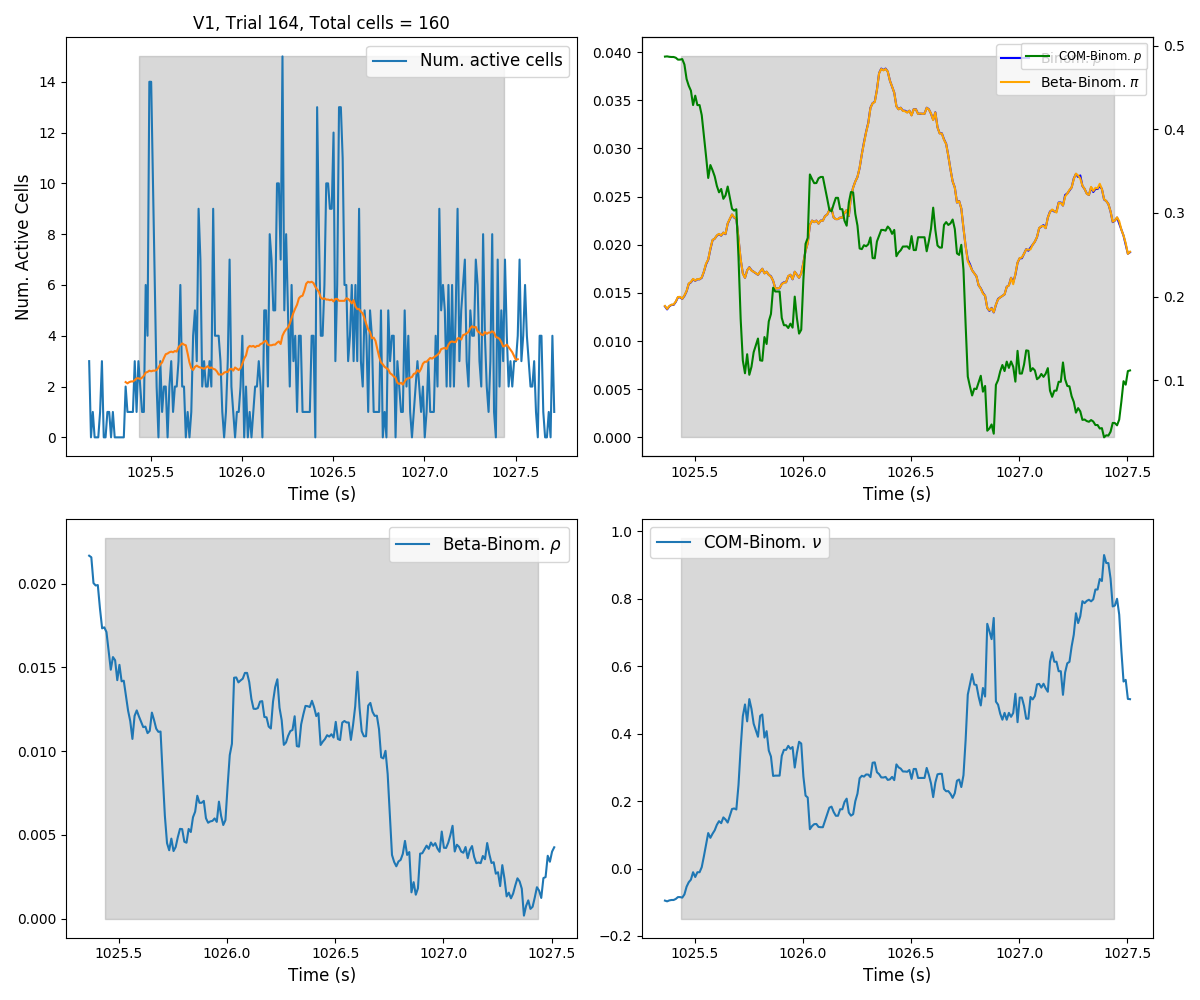 V1, Trial 164, Total cells = 160
Num. active cells
Num. Active Cells
14
12
10
8
6
4
2
0
1025.5 1026.0 1026.5 1027.0 1027.5
Time (s)
COM-Binom. p
Beta-Binom. π
0.040
0.035
0.030
0.025
0.020
0.015
0.010
0.005
0.000
0.5
0.4
0.3
0.2
0.1
1025.5 1026.0 1026.5 1027.0 1027.5
Time (s)
Beta-Binom. ρ
0.020
0.015
0.010
0.005
0.000
1025.5 1026.0 1026.5 1027.0 1027.5
Time (s)
COM-Binom. ν
1.0
0.8
0.6
0.4
0.2
0.0
−0.2
1025.5 1026.0 1026.5 1027.0 1027.5
Time (s)